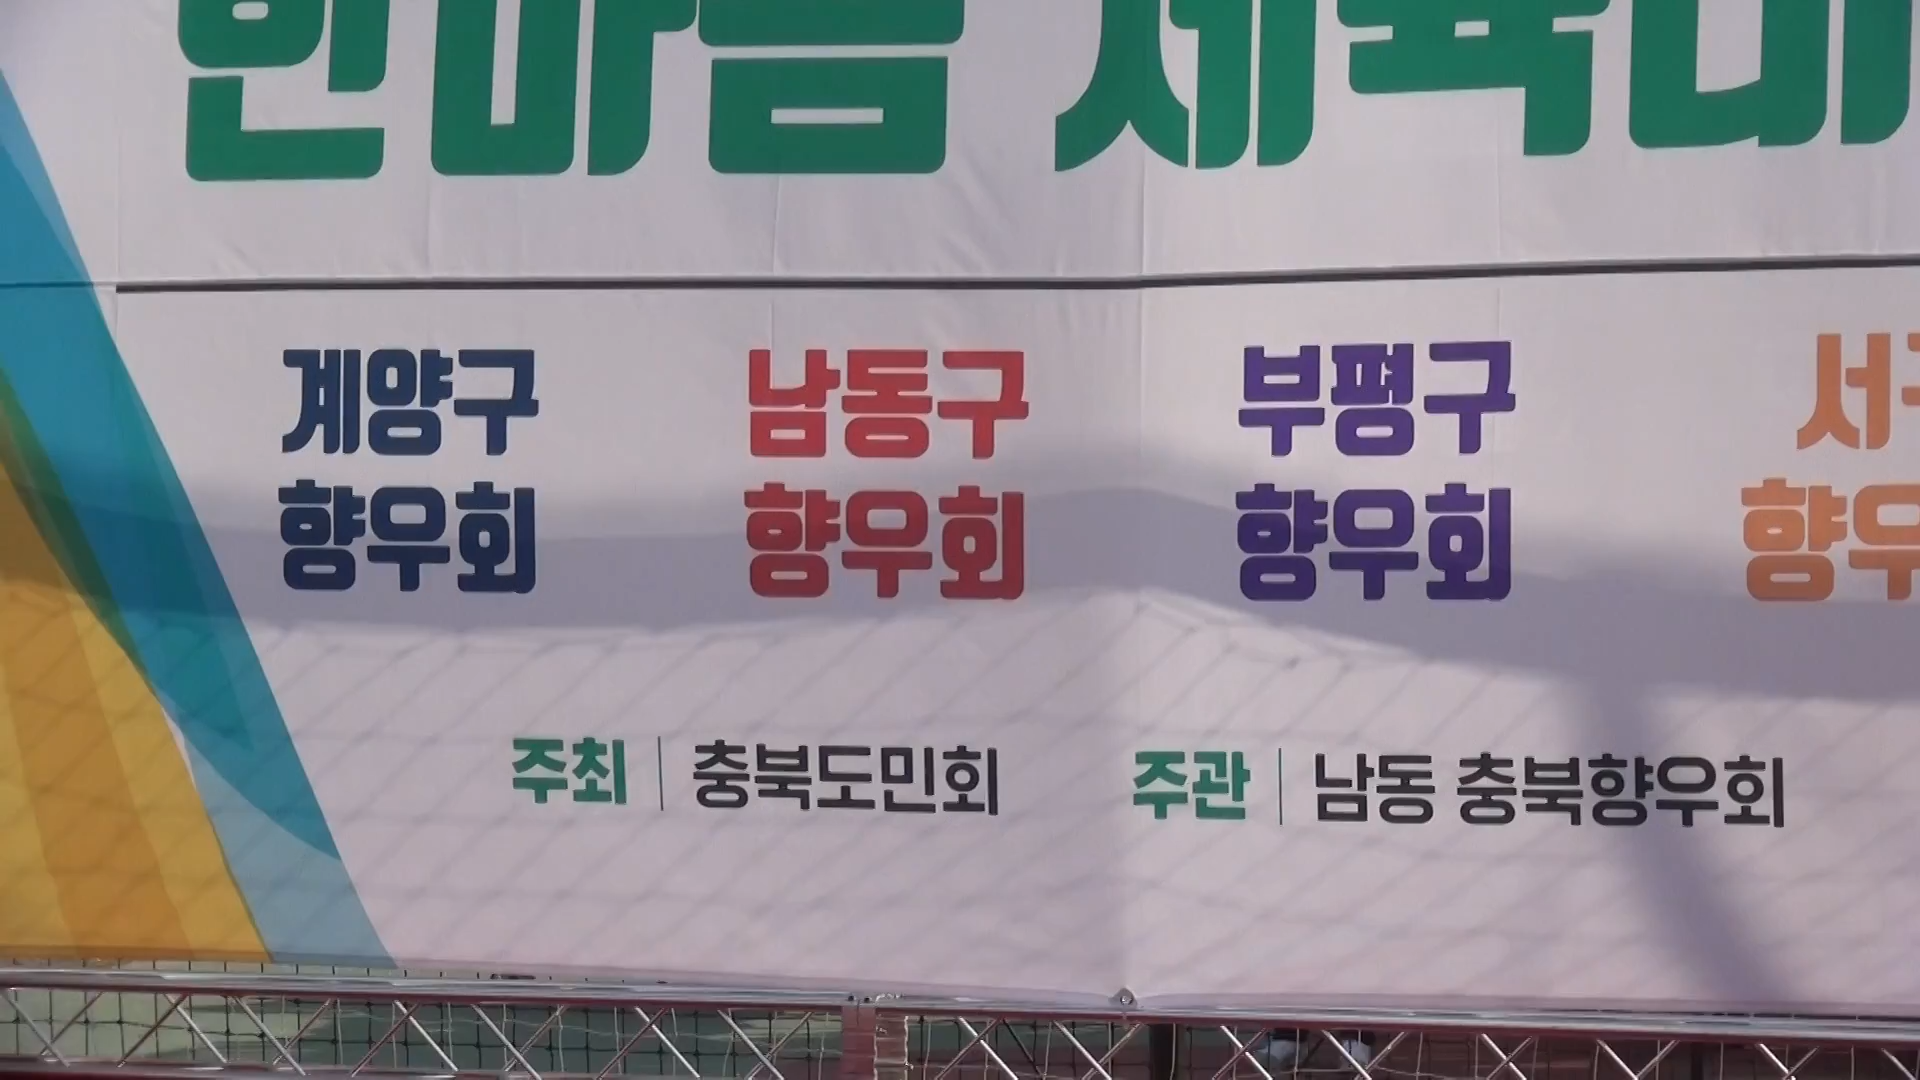 한마음 체육대
계양구 남동구 부평구 서구
향우회 향우회 향우회 향우
주최 충북도민회 주관 남동 충북향우회